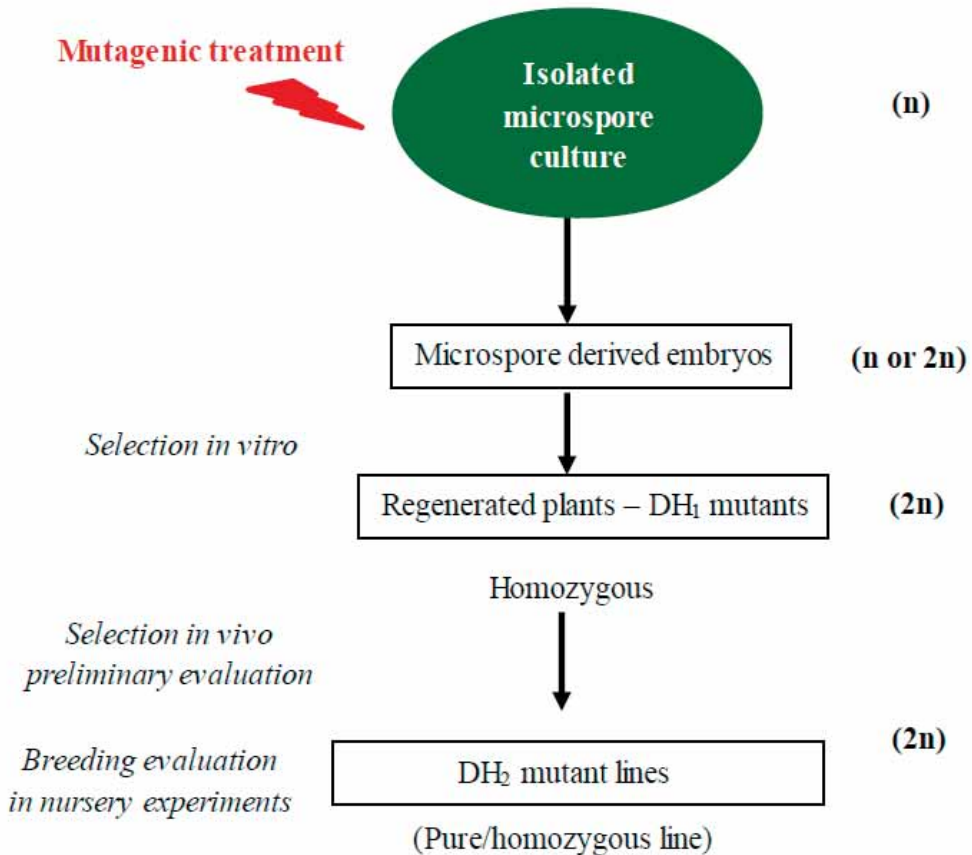 Mutagenic treatment
Isolated
microspore
culture
(n)
Microspore derived embryos
(n or 2n)
Selection in vitro
Regenerated plants – DH₁ mutants
(2n)
Homozygous
Selection in vivo
preliminary evaluation
(2n)
Breeding evaluation
in nursery experiments
DH₂ mutant lines
(Pure/homozygous line)